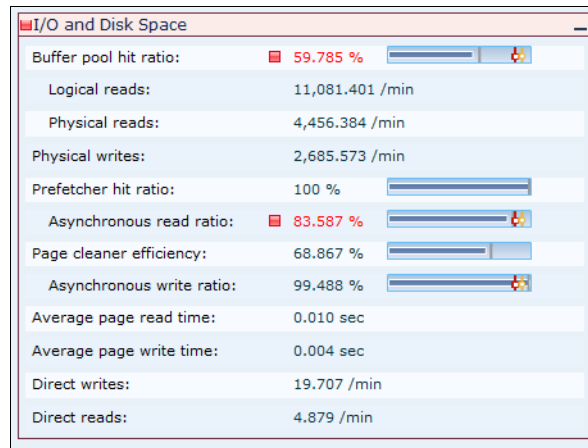 I/O and Disk Space
Buffer pool hit ratio: 59.785 %
Logical reads: 11,081.401 /min
Physical reads: 4,456.384 /min
Physical writes: 2,685.573 /min
Prefetcher hit ratio: 100 %
Asynchronous read ratio: 83.587 %
Page cleaner efficiency: 68.867 %
Asynchronous write ratio: 99.488 %
Average page read time: 0.010 sec
Average page write time: 0.004 sec
Direct writes: 19.707 /min
Direct reads: 4.879 /min